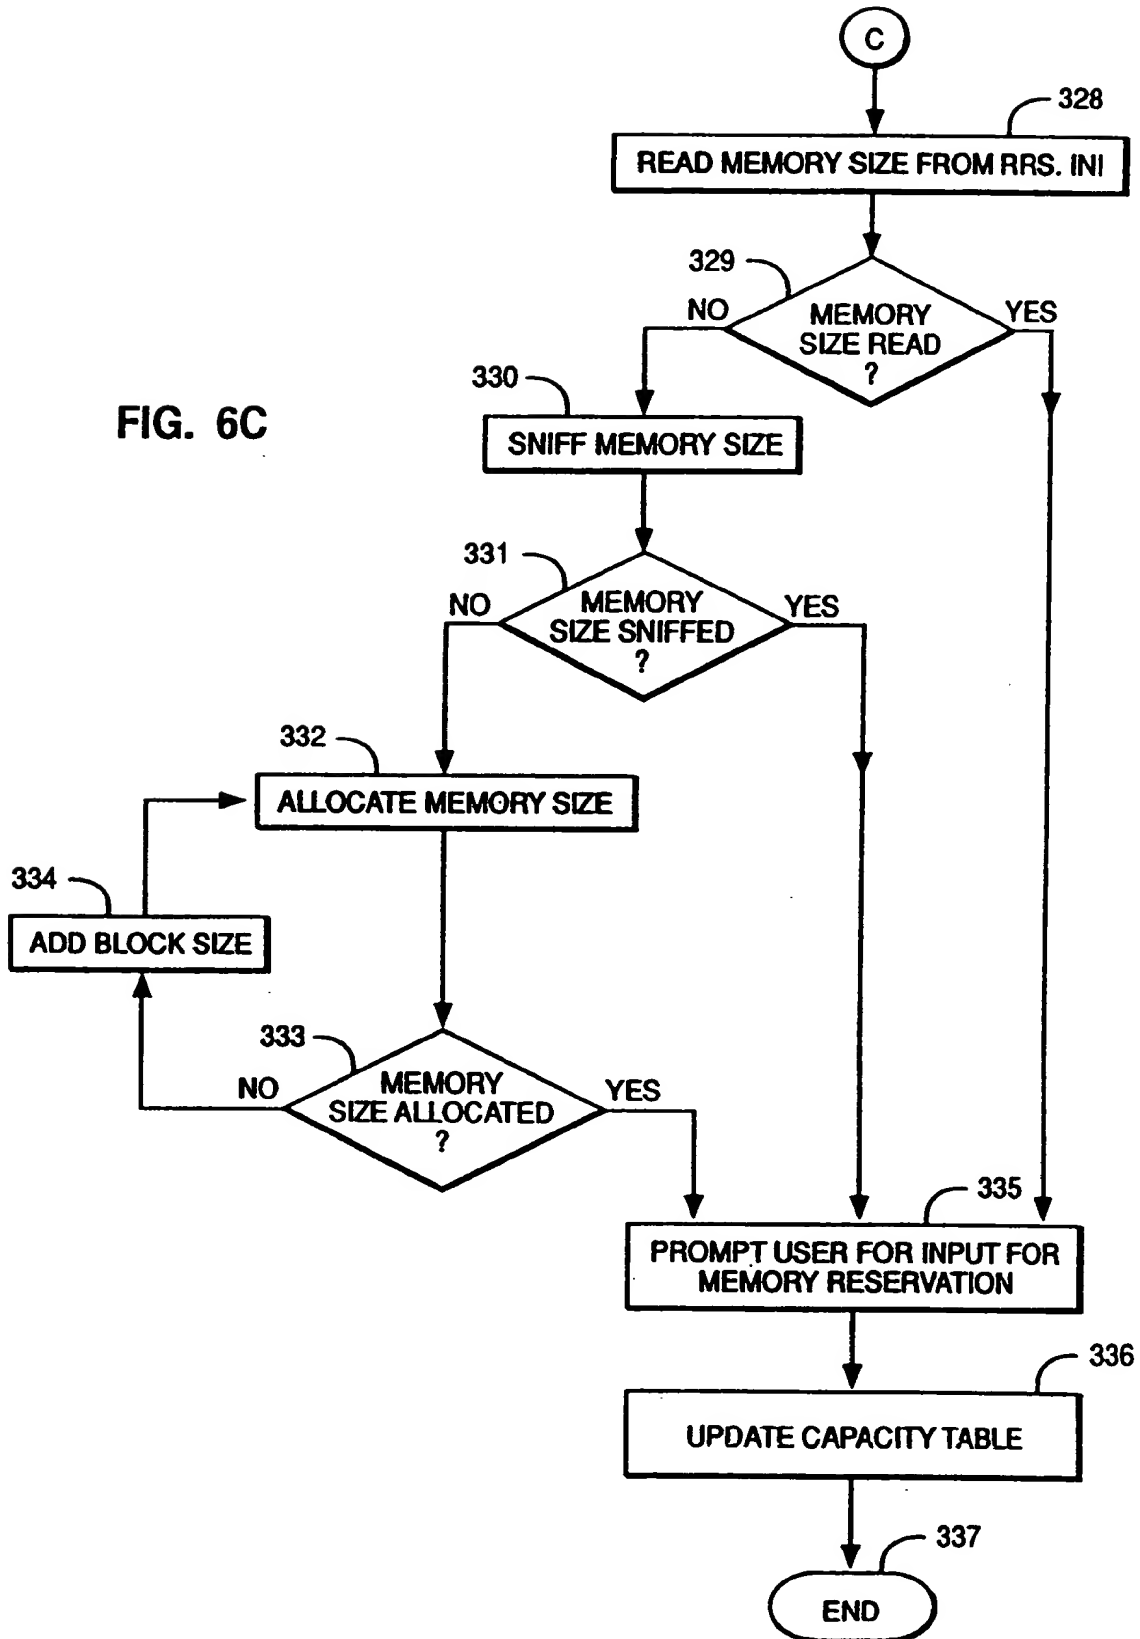 C
328
READ MEMORY SIZE FROM RRS. INI
329
NO
MEMORY
YES
SIZE READ
?
330
FIG. 6C
SNIFF MEMORY SIZE
331
NO
MEMORY
YES
SIZE SNIFFED
?
332
ALLOCATE MEMORY SIZE
334
ADD BLOCK SIZE
333
NO
MEMORY
YES
SIZE ALLOCATED
?
335
PROMPT USER FOR INPUT FOR
MEMORY RESERVATION
336
UPDATE CAPACITY TABLE
337
END